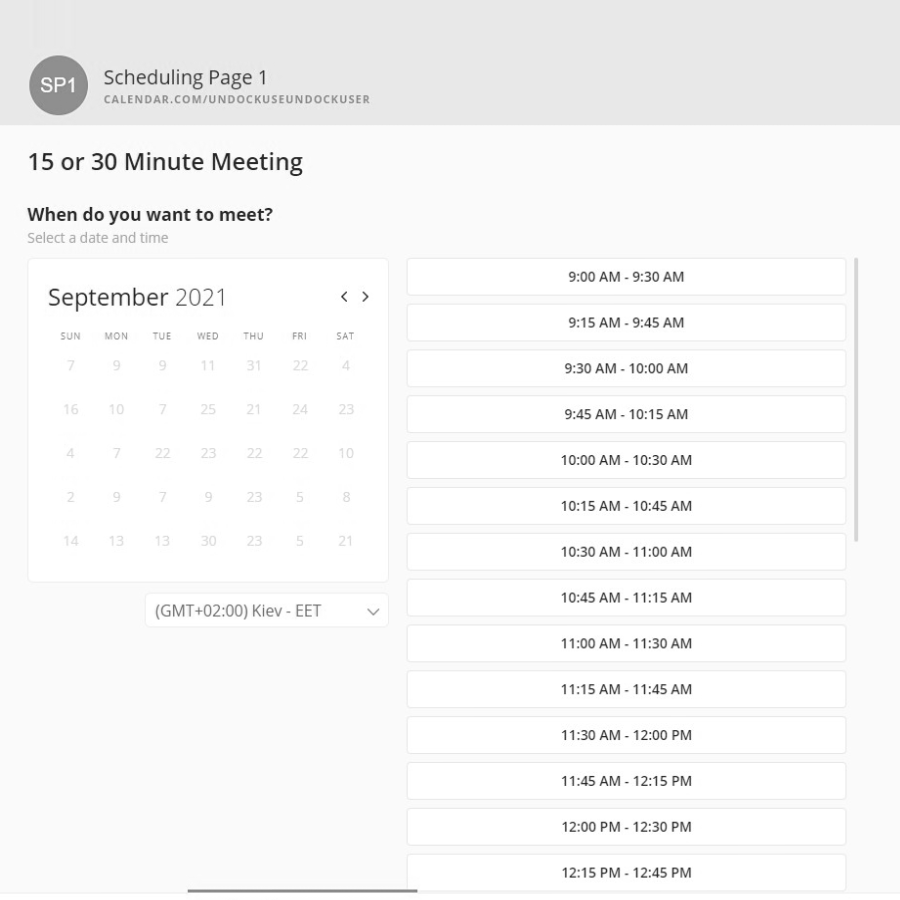 SP1
Scheduling Page 1
CALENDAR.COM/UNDOCKUSEUNDOCKUSER
15 or 30 Minute Meeting
When do you want to meet?
Select a date and time
September 2021
SUN MON TUE WED THU FRI SAT
7 9 9 11 31 22 4
16 10 7 25 21 24 23
4 7 22 23 22 22 10
2 9 7 9 23 5 8
14 13 13 30 23 5 21
(GMT+02:00) Kiev - EET
9:00 AM - 9:30 AM
9:15 AM - 9:45 AM
9:30 AM - 10:00 AM
9:45 AM - 10:15 AM
10:00 AM - 10:30 AM
10:15 AM - 10:45 AM
10:30 AM - 11:00 AM
10:45 AM - 11:15 AM
11:00 AM - 11:30 AM
11:15 AM - 11:45 AM
11:30 AM - 12:00 PM
11:45 AM - 12:15 PM
12:00 PM - 12:30 PM
12:15 PM - 12:45 PM